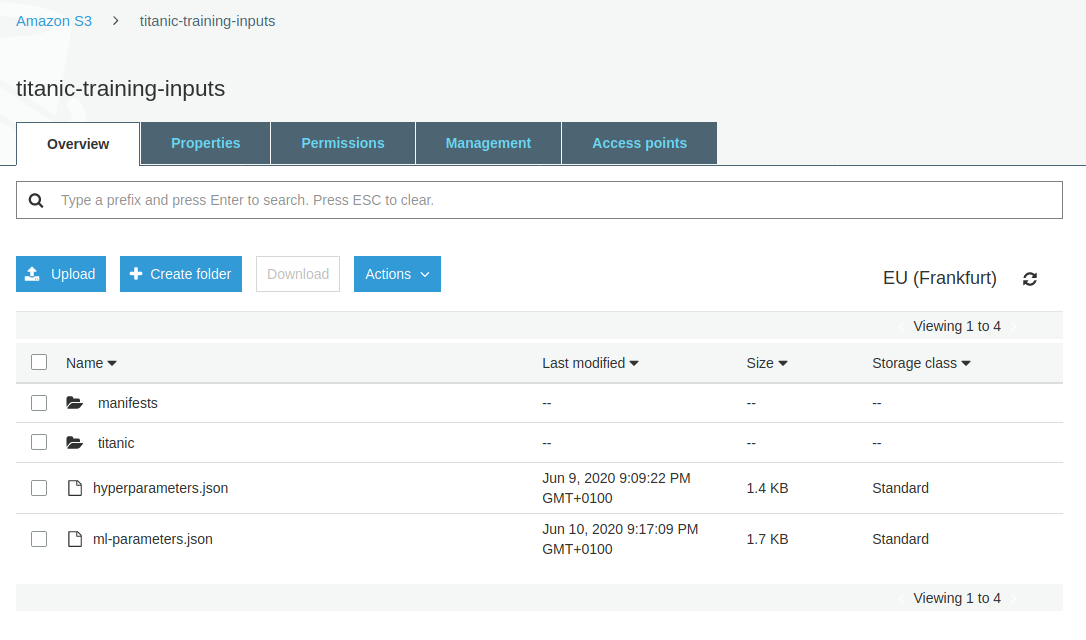 Amazon S3 > titanic-training-inputs
titanic-training-inputs
Overview Properties Permissions Management Access points
Type a prefix and press Enter to search. Press ESC to clear.
Upload Create folder Download Actions EU (Frankfurt)
Viewing 1 to 4
Name Last modified Size Storage class
manifests -- -- --
titanic -- -- --
hyperparameters.json Jun 9, 2020 9:09:22 PM GMT+0100 1.4 KB Standard
ml-parameters.json Jun 10, 2020 9:17:09 PM GMT+0100 1.7 KB Standard
Viewing 1 to 4